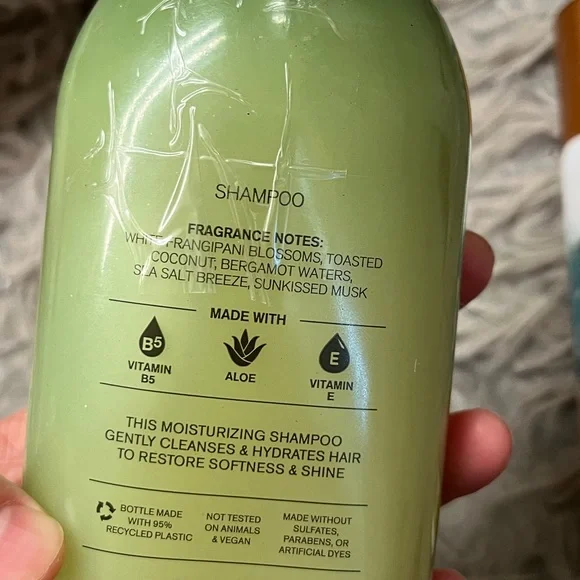 SHAMPOO
FRAGRANCE NOTES:
WHITE FRANGIPANI BLOSSOMS, TOASTED
COCONUT, BERGAMOT WATERS,
SEA SALT BREEZE, SUNKISSED MUSK
MADE WITH
B5 E
VITAMIN B5
ALOE
VITAMIN E
THIS MOISTURIZING SHAMPOO
GENTLY CLEANSES & HYDRATES HAIR
TO RESTORE SOFTNESS & SHINE
BOTTLE MADE
WITH 95%
RECYCLED PLASTIC
NOT TESTED
ON ANIMALS
& VEGAN
MADE WITHOUT
SULFATES,
PARABENS, OR
ARTIFICIAL DYES